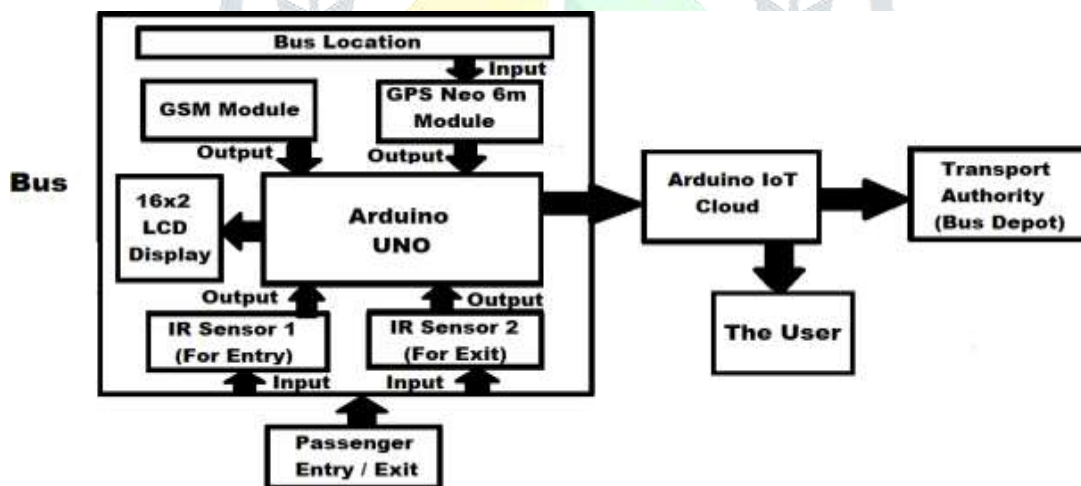 Bus Location
Input
GSM Module
GPS Neo 6m
Module
Output
Output
Bus
16x2
LCD
Display
Arduino
UNO
Arduino IoT
Cloud
Transport
Authority
(Bus Depot)
Output
Output
IR Sensor 1
(For Entry)
IR Sensor 2
(For Exit)
The User
Input
Input
Passenger
Entry / Exit